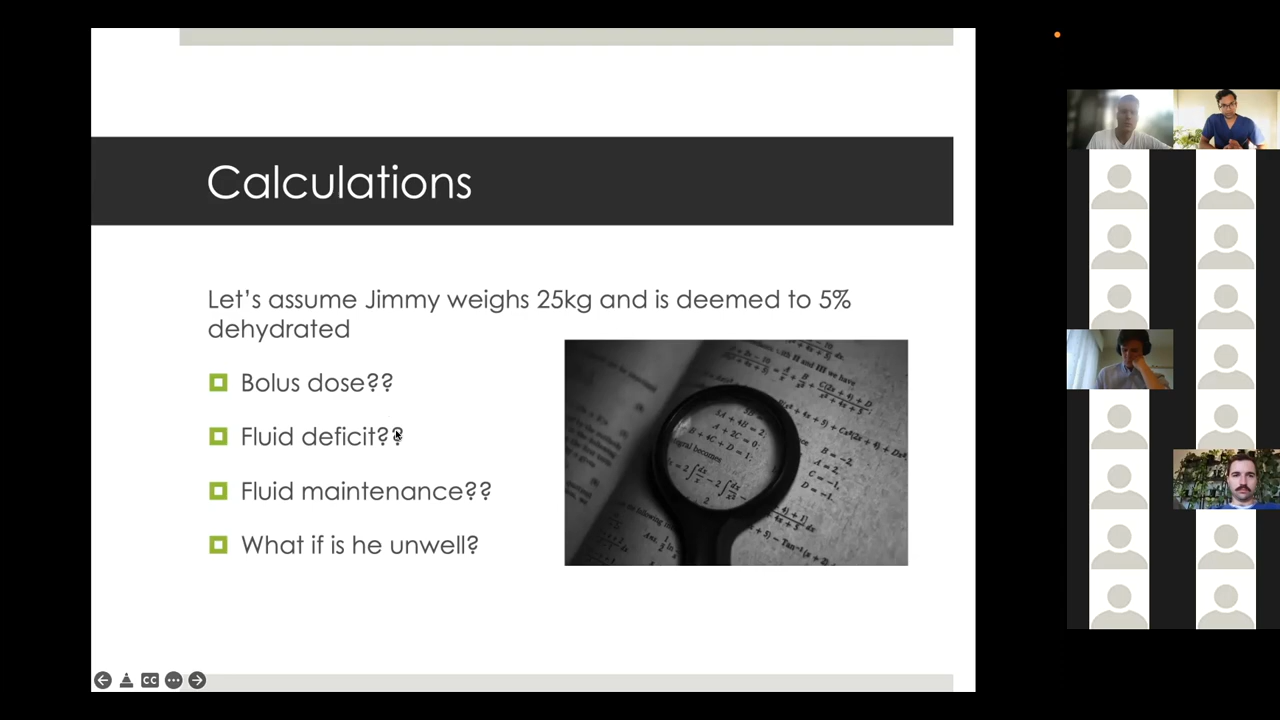 Calculations
Let's assume Jimmy weighs 25kg and is deemed to 5%
dehydrated
Bolus dose??
Fluid deficit??
Fluid maintenance??
What if is he unwell?
CC